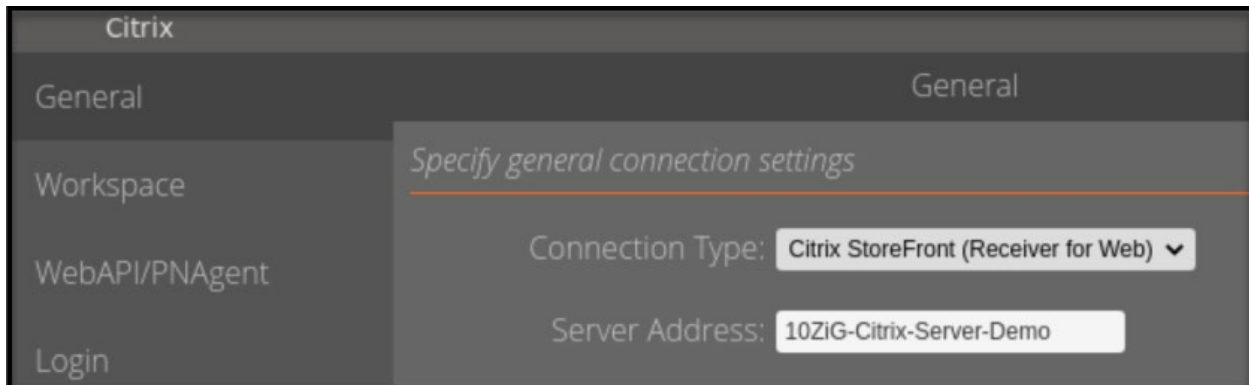 Citrix
General
General
Specify general connection settings
Workspace
Connection Type: Citrix StoreFront (Receiver for Web)
WebAPI/PNAgent
Server Address: 10ZiG-Citrix-Server-Demo
Login